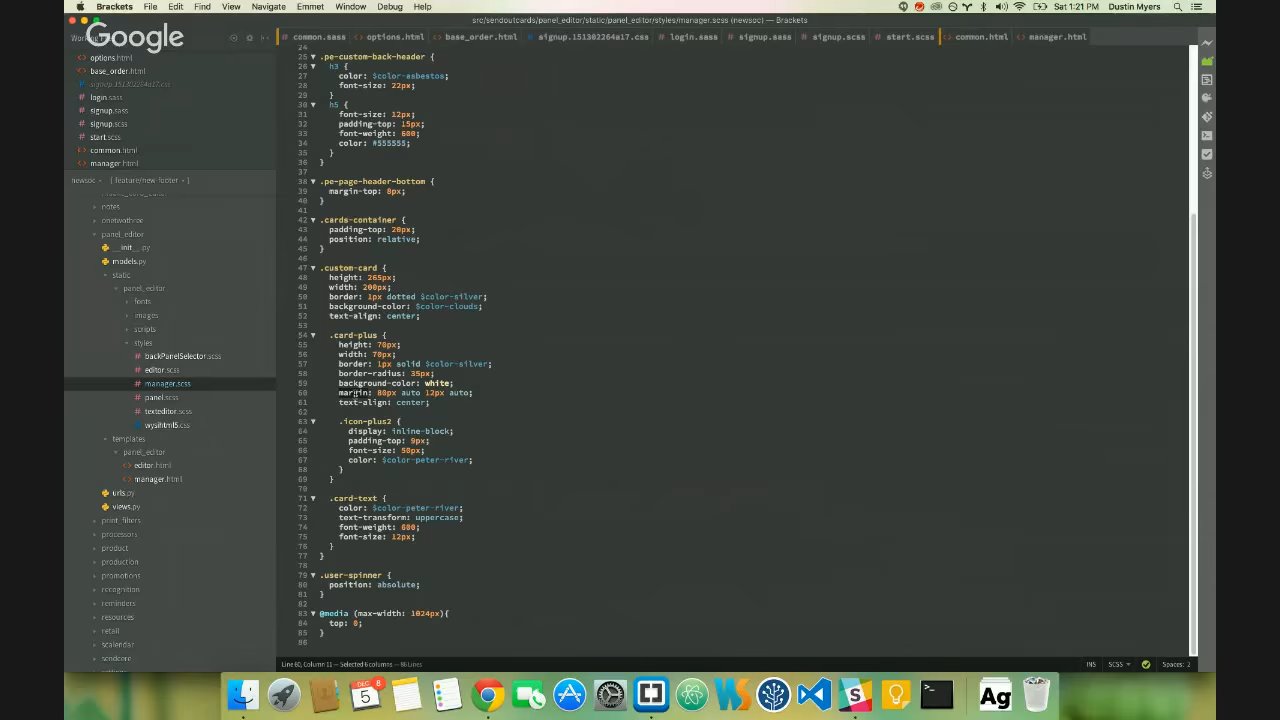 Brackets File Edit Find View Navigate Emmet Window Debug Help
Sat 1:21 PM Dustin Myers
src/sendoutcards/panel_editor/static/panel_editor/styles/manager.scss (newsoc) — Brackets
Google
common.sass options.html base_order.html signup.151302264a17.css login.sass signup.sass signup.scss start.scss common.html manager.html
options.html
base_order.html
signup.151302264a17.css
login.sass
signup.sass
signup.scss
start.scss
common.html
manager.html
newsoc [ feature/new-footer ]
notes
onetwothree
panel_editor
__init__.py
models.py
static
panel_editor
fonts
images
scripts
styles
backPanelSelector.scss
editor.scss
manager.scss
panel.scss
texteditor.scss
wysihtml5.css
templates
panel_editor
editor.html
manager.html
urls.py
views.py
print_filters
processors
product
production
promotions
recognition
reminders
resources
retail
scalendar
sendcere
24
25 .pe-custom-back-header {
26 h3 {
27 color: $color-asbestos;
28 font-size: 22px;
29 }
30 h5 {
31 font-size: 12px;
32 padding-top: 15px;
33 font-weight: 600;
34 color: #555555;
35 }
36 }
37
38 .pe-page-header-bottom {
39 margin-top: 8px;
40 }
41
42 .cards-container {
43 padding-top: 20px;
44 position: relative;
45 }
46
47 .custom-card {
48 height: 265px;
49 width: 200px;
50 border: 1px dotted $color-silver;
51 background-color: $color-clouds;
52 text-align: center;
53
54 .card-plus {
55 height: 70px;
56 width: 70px;
57 border: 1px solid $color-silver;
58 border-radius: 35px;
59 background-color: white;
60 margin: 80px auto 12px auto;
61 text-align: center;
62
63 .icon-plus2 {
64 display: inline-block;
65 padding-top: 9px;
66 font-size: 50px;
67 color: $color-peter-river;
68 }
69 }
70
71 .card-text {
72 color: $color-peter-river;
73 text-transform: uppercase;
74 font-weight: 600;
75 font-size: 12px;
76 }
77 }
78
79 .user-spinner {
80 position: absolute;
81 }
82
83 @media (max-width: 1024px){
84 top: 0;
85 }
86
Line 60, Column 11 — Selected 6 columns — 86 Lines
INS SCSS Spaces: 2
DEC 5
8
Ag